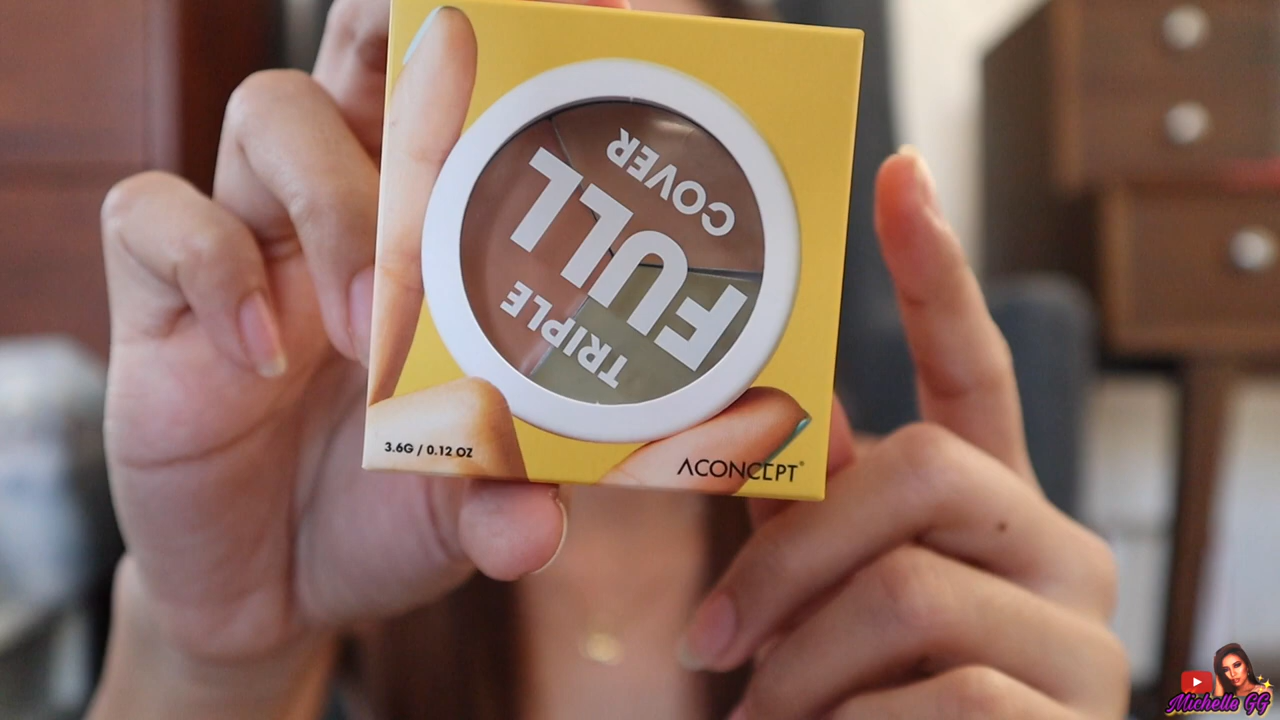 TRIPLE
FULL
COVER
3.6G / 0.12 OZ
ACONCEPT®
Michelle GG